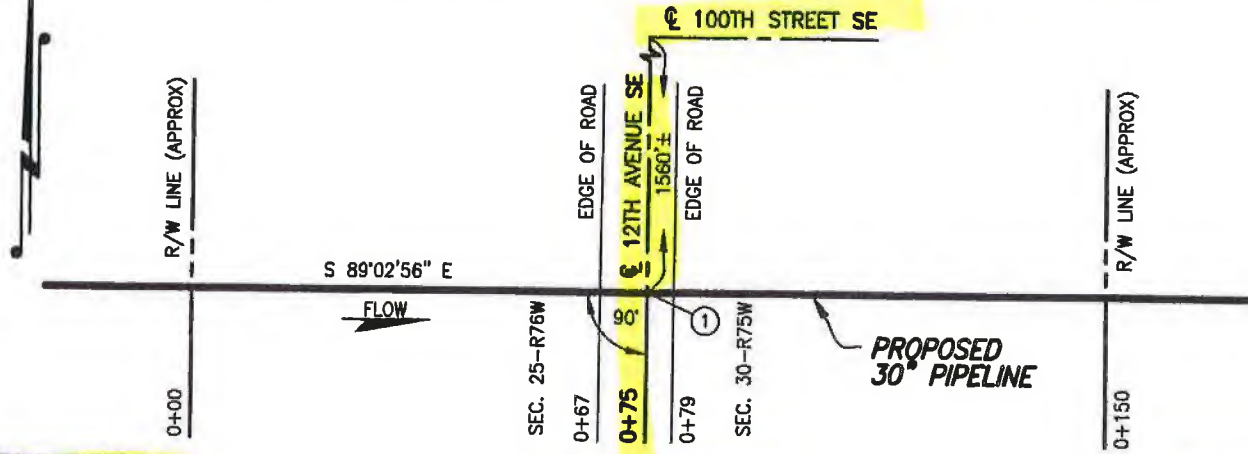 ℄ 100TH STREET SE
R/W LINE (APPROX)
EDGE OF ROAD
℄ 12TH AVENUE SE
1560'±
EDGE OF ROAD
R/W LINE (APPROX)
S 89°02'56" E
FLOW
90°
1
PROPOSED
30" PIPELINE
0+00
SEC. 25-R76W
0+67
0+75
0+79
SEC. 30-R75W
0+150